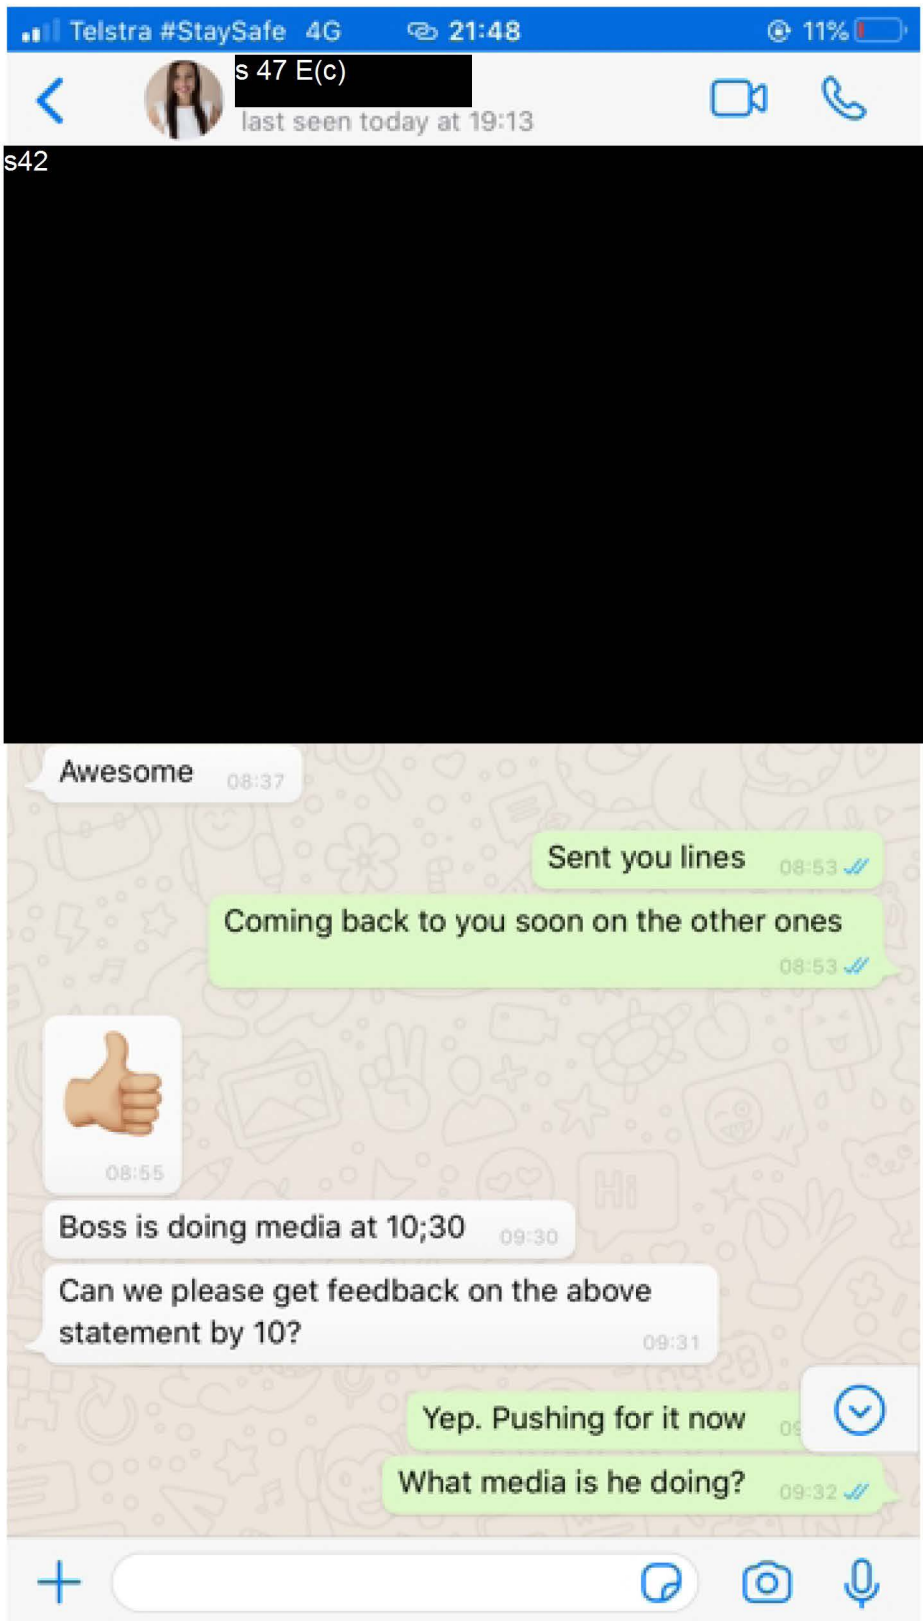 Telstra #StaySafe 4G 21:48 11%
s 47 E(c)
last seen today at 19:13
s42
Awesome 08:37
Sent you lines 08:53
Coming back to you soon on the other ones
08:53
08:55
Boss is doing media at 10;30 09:30
Can we please get feedback on the above
statement by 10? 09:31
Yep. Pushing for it now
What media is he doing? 09:32